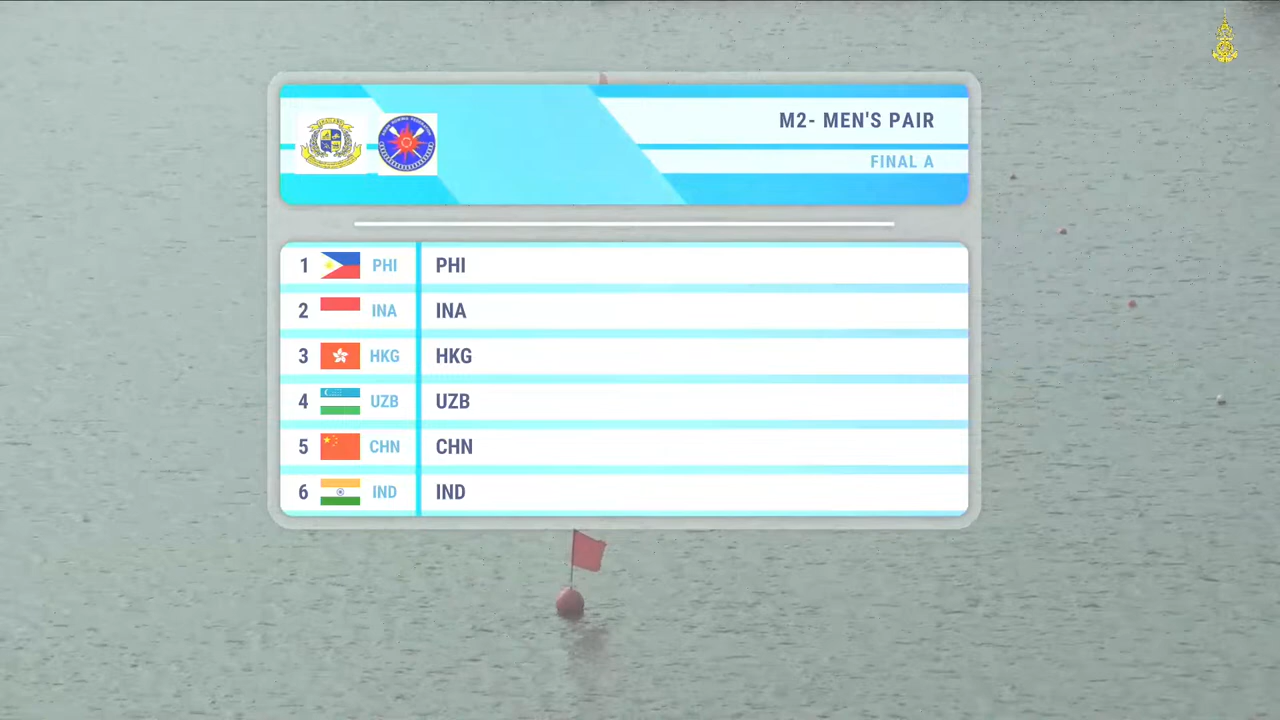 M2- MEN'S PAIR
FINAL A
1 PHI PHI
2 INA INA
3 HKG HKG
4 UZB UZB
5 CHN CHN
6 IND IND